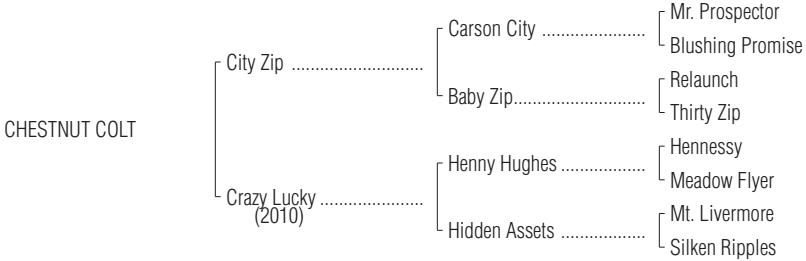 Mr. Prospector
Carson City ......................
Blushing Promise
City Zip ............................
Relaunch
Baby Zip............................
Thirty Zip
CHESTNUT COLT
Hennessy
Henny Hughes ..................
Meadow Flyer
Crazy Lucky ......................
(2010)
Mt. Livermore
Hidden Assets ..................
Silken Ripples